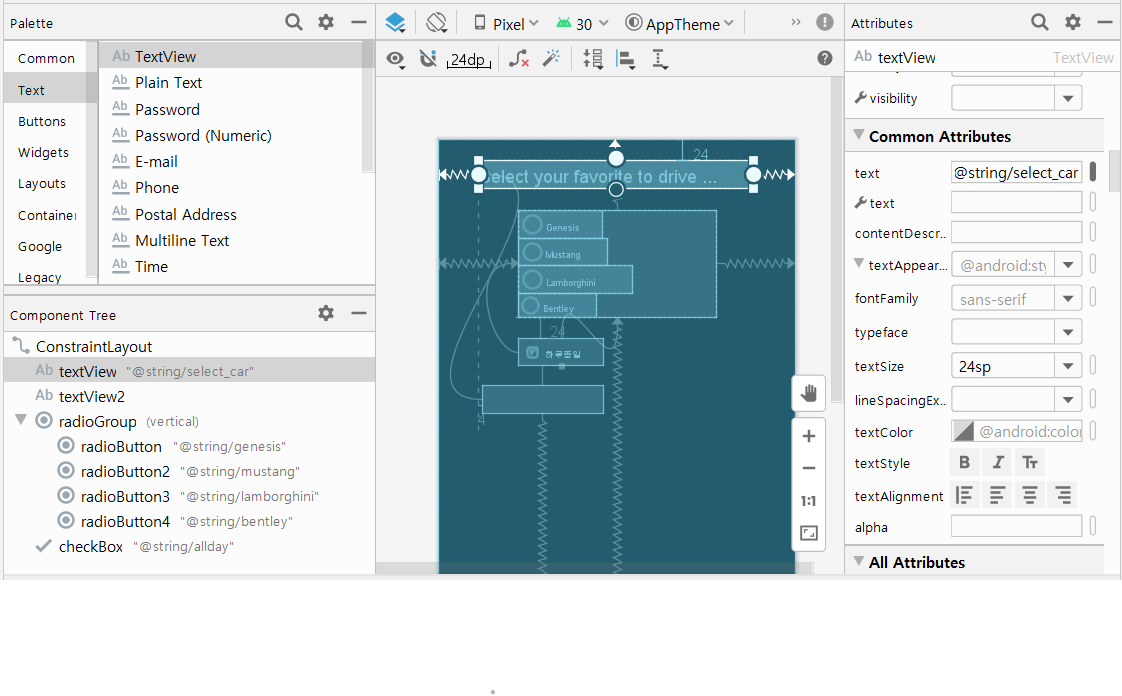 Palette
Common
Text
Buttons
Widgets
Layouts
Container
Google
Legacy
Ab TextView
Ab Plain Text
Ab Password
Ab Password (Numeric)
Ab E-mail
Ab Phone
Ab Postal Address
Ab Multiline Text
Ab Time
Component Tree
ConstraintLayout
Ab textView "@string/select_car"
Ab textView2
radioGroup (vertical)
radioButton "@string/genesis"
radioButton2 "@string/mustang"
radioButton3 "@string/lamborghini"
radioButton4 "@string/bentley"
checkBox "@string/allday"
Pixel 30 AppTheme »
24dp
24
select your favorite to drive ...
Genesis
Mustang
Lamborghini
Bentley
24
하루종일
4
1:1
Attributes
Ab textView TextView
visibility
Common Attributes
text @string/select_car
text
contentDescr..
textAppear... @android:sty
fontFamily sans-serif
typeface
textSize 24sp
lineSpacingEx..
textColor @android:color
textStyle B I Tт
textAlignment
alpha
All Attributes